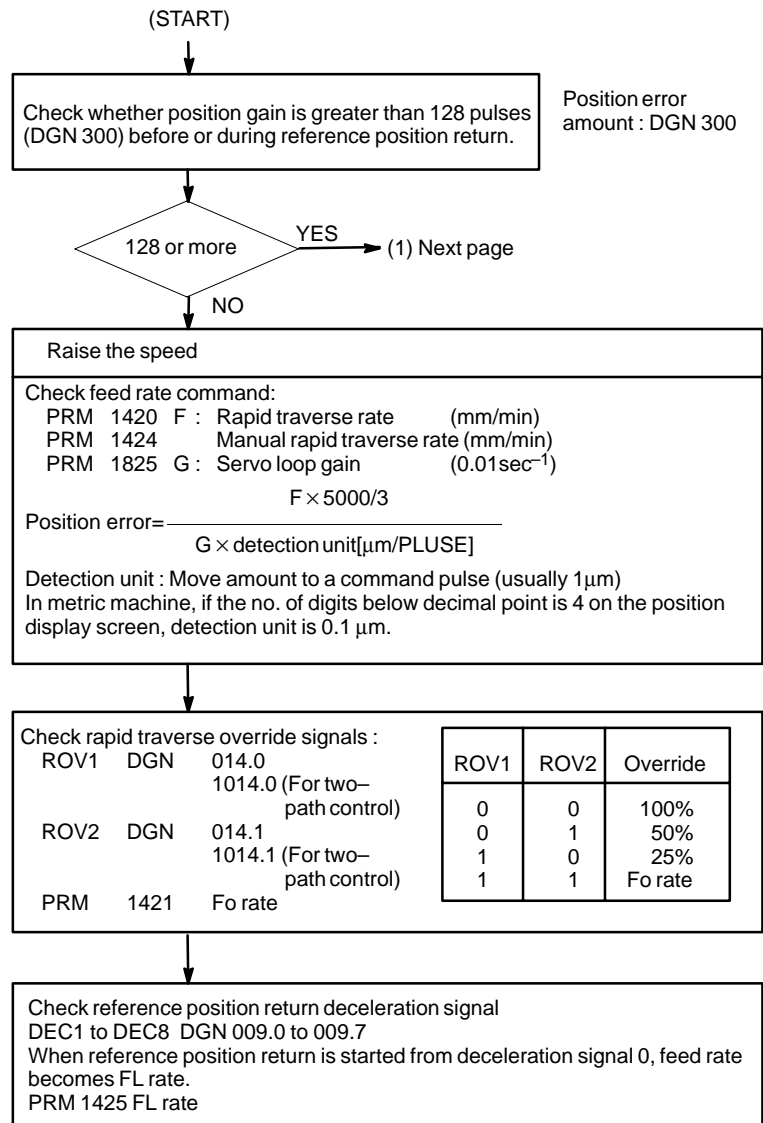 (START)
Check whether position gain is greater than 128 pulses
(DGN 300) before or during reference position return.
Position error
amount : DGN 300
128 or more
YES
(1) Next page
NO
Raise the speed
Check feed rate command:
PRM 1420 F : Rapid traverse rate (mm/min)
PRM 1424 Manual rapid traverse rate (mm/min)
PRM 1825 G : Servo loop gain (0.01sec⁻¹)
F × 5000/3
Position error=
G × detection unit[μm/PLUSE]
Detection unit : Move amount to a command pulse (usually 1μm)
In metric machine, if the no. of digits below decimal point is 4 on the position
display screen, detection unit is 0.1 μm.
Check rapid traverse override signals :
ROV1 DGN 014.0
1014.0 (For two–
path control)
ROV2 DGN 014.1
1014.1 (For two–
path control)
PRM 1421 Fo rate
ROV1 ROV2 Override
0 0 100%
0 1 50%
1 0 25%
1 1 Fo rate
Check reference position return deceleration signal
DEC1 to DEC8 DGN 009.0 to 009.7
When reference position return is started from deceleration signal 0, feed rate
becomes FL rate.
PRM 1425 FL rate